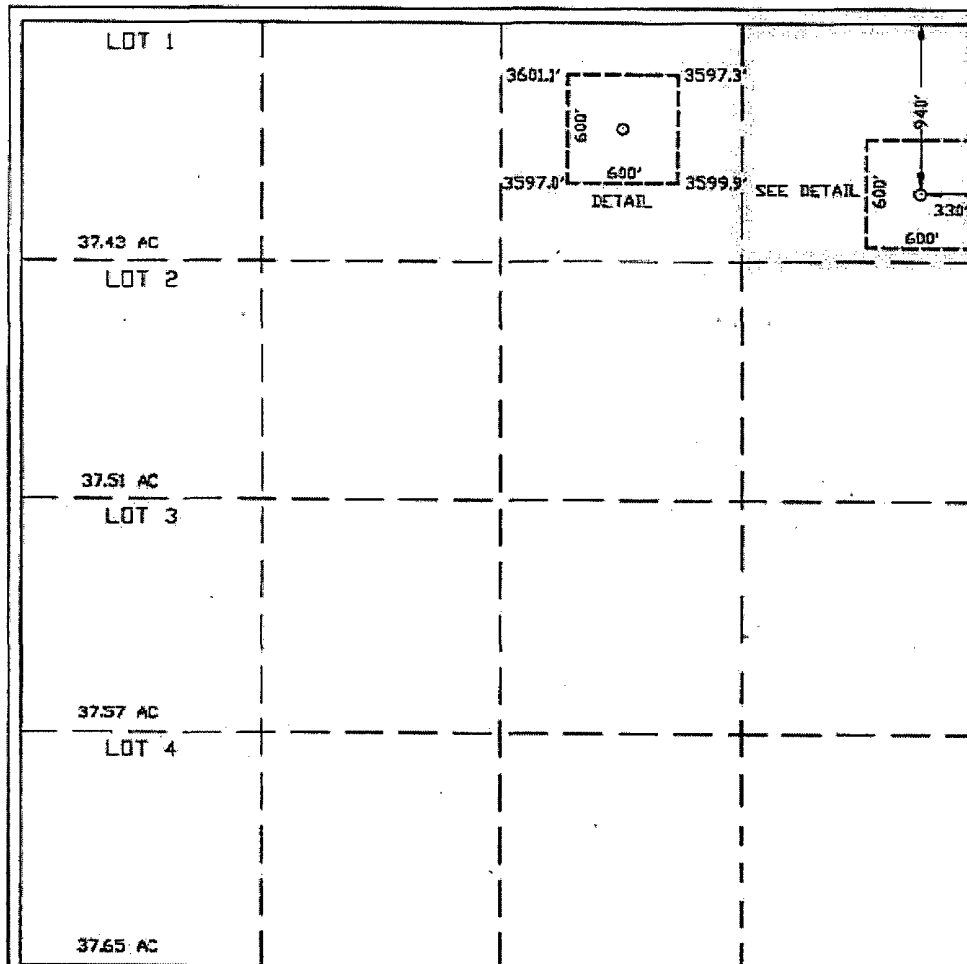 LOT 1
3601.1'
3597.3'
600'
600'
3597.0'
3599.9'
DETAIL
940'
SEE DETAIL
600'
330'
600'
37.43 AC
LOT 2
37.51 AC
LOT 3
37.57 AC
LOT 4
37.65 AC